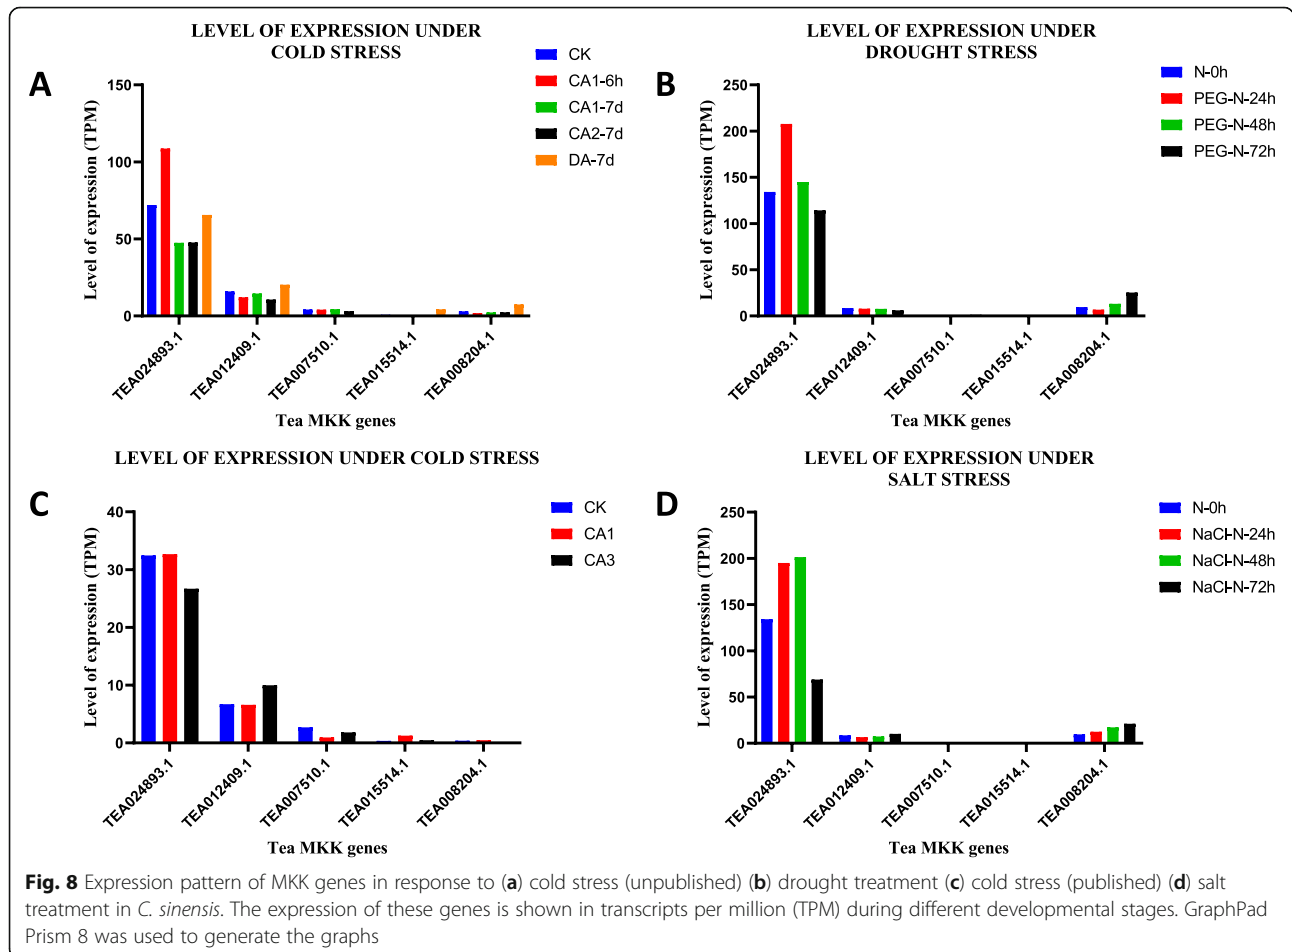 LEVEL OF EXPRESSION UNDER
COLD STRESS
A
CK
CA1-6h
CA1-7d
CA2-7d
DA-7d
150
100
50
0
Level of expression (TPM)
TEA024893.1
TEA012409.1
TEA007510.1
TEA015514.1
TEA008204.1
Tea MKK genes
LEVEL OF EXPRESSION UNDER
DROUGHT STRESS
B
N-0h
PEG-N-24h
PEG-N-48h
PEG-N-72h
250
200
150
100
50
0
Level of expression (TPM)
TEA024893.1
TEA012409.1
TEA007510.1
TEA015514.1
TEA008204.1
Tea MKK genes
LEVEL OF EXPRESSION UNDER COLD STRESS
C
CK
CA1
CA3
40
30
20
10
0
Level of expression (TPM)
TEA024893.1
TEA012409.1
TEA007510.1
TEA015514.1
TEA008204.1
Tea MKK genes
LEVEL OF EXPRESSION UNDER
SALT STRESS
D
N-0h
NaCl-N-24h
NaCl-N-48h
NaCl-N-72h
250
200
150
100
50
0
Level of expression (TPM)
TEA024893.1
TEA012409.1
TEA007510.1
TEA015514.1
TEA008204.1
Tea MKK genes
Fig. 8 Expression pattern of MKK genes in response to (a) cold stress (unpublished) (b) drought treatment (c) cold stress (published) (d) salt
treatment in C. sinensis. The expression of these genes is shown in transcripts per million (TPM) during different developmental stages. GraphPad
Prism 8 was used to generate the graphs